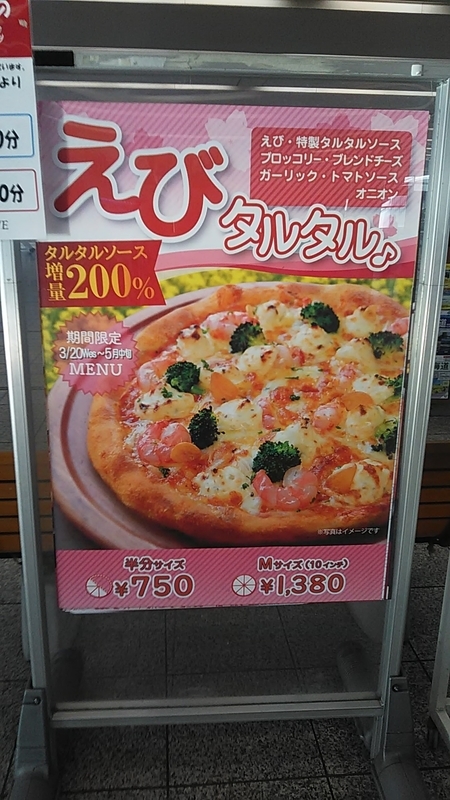 います。
より
0分
0分
えび
タルタル♪
えび・特製タルタルソース
ブロッコリー・ブレンドチーズ
ガーリック・トマトソース
オニオン
タルタルソース
増量200%
期間限定
3/20Wed〜5月中旬
MENU
※写真はイメージです
半分サイズ
¥750
Mサイズ(10インチ)
¥1,380